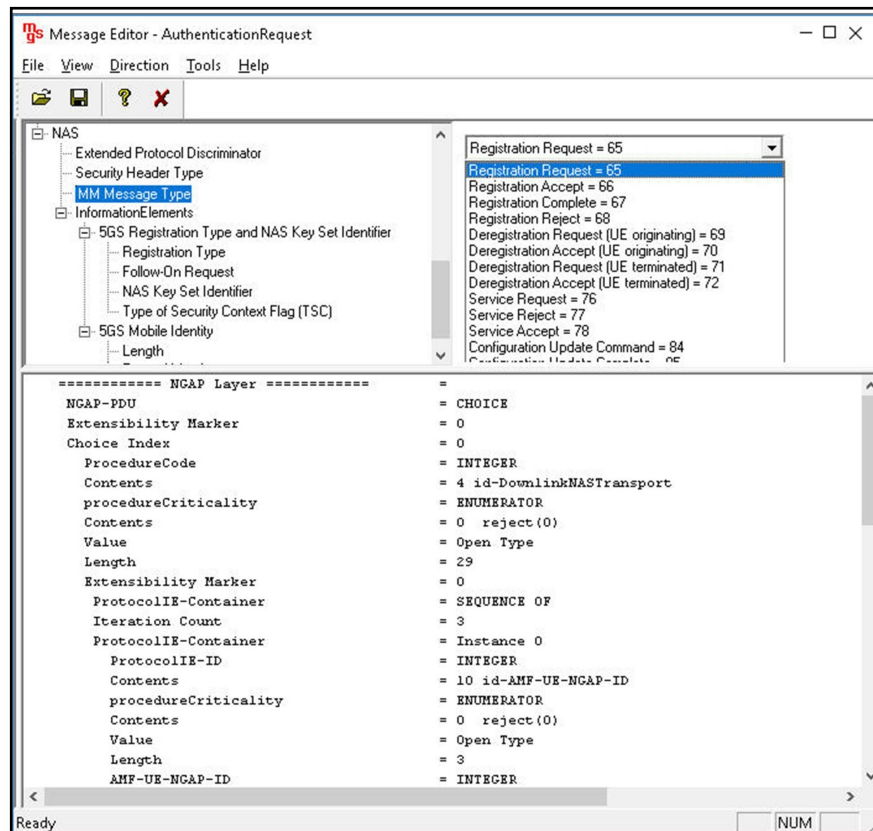 mgs Message Editor - AuthenticationRequest
File View Direction Tools Help
NAS
Extended Protocol Discriminator
Security Header Type
MM Message Type
InformationElements
5GS Registration Type and NAS Key Set Identifier
Registration Type
Follow-On Request
NAS Key Set Identifier
Type of Security Context Flag (TSC)
5GS Mobile Identity
Length
Registration Request = 65
Registration Request = 65
Registration Accept = 66
Registration Complete = 67
Registration Reject = 68
Deregistration Request (UE originating) = 69
Deregistration Accept (UE originating) = 70
Deregistration Request (UE terminated) = 71
Deregistration Accept (UE terminated) = 72
Service Request = 76
Service Reject = 77
Service Accept = 78
Configuration Update Command = 84
============ NGAP Layer ============ =
NGAP-PDU = CHOICE
Extensibility Marker = 0
Choice Index = 0
ProcedureCode = INTEGER
Contents = 4 id-DownlinkNASTransport
procedureCriticality = ENUMERATOR
Contents = 0 reject(0)
Value = Open Type
Length = 29
Extensibility Marker = 0
ProtocolIE-Container = SEQUENCE OF
Iteration Count = 3
ProtocolIE-Container = Instance 0
ProtocolIE-ID = INTEGER
Contents = 10 id-AMF-UE-NGAP-ID
procedureCriticality = ENUMERATOR
Contents = 0 reject(0)
Value = Open Type
Length = 3
AMF-UE-NGAP-ID = INTEGER
Ready NUM